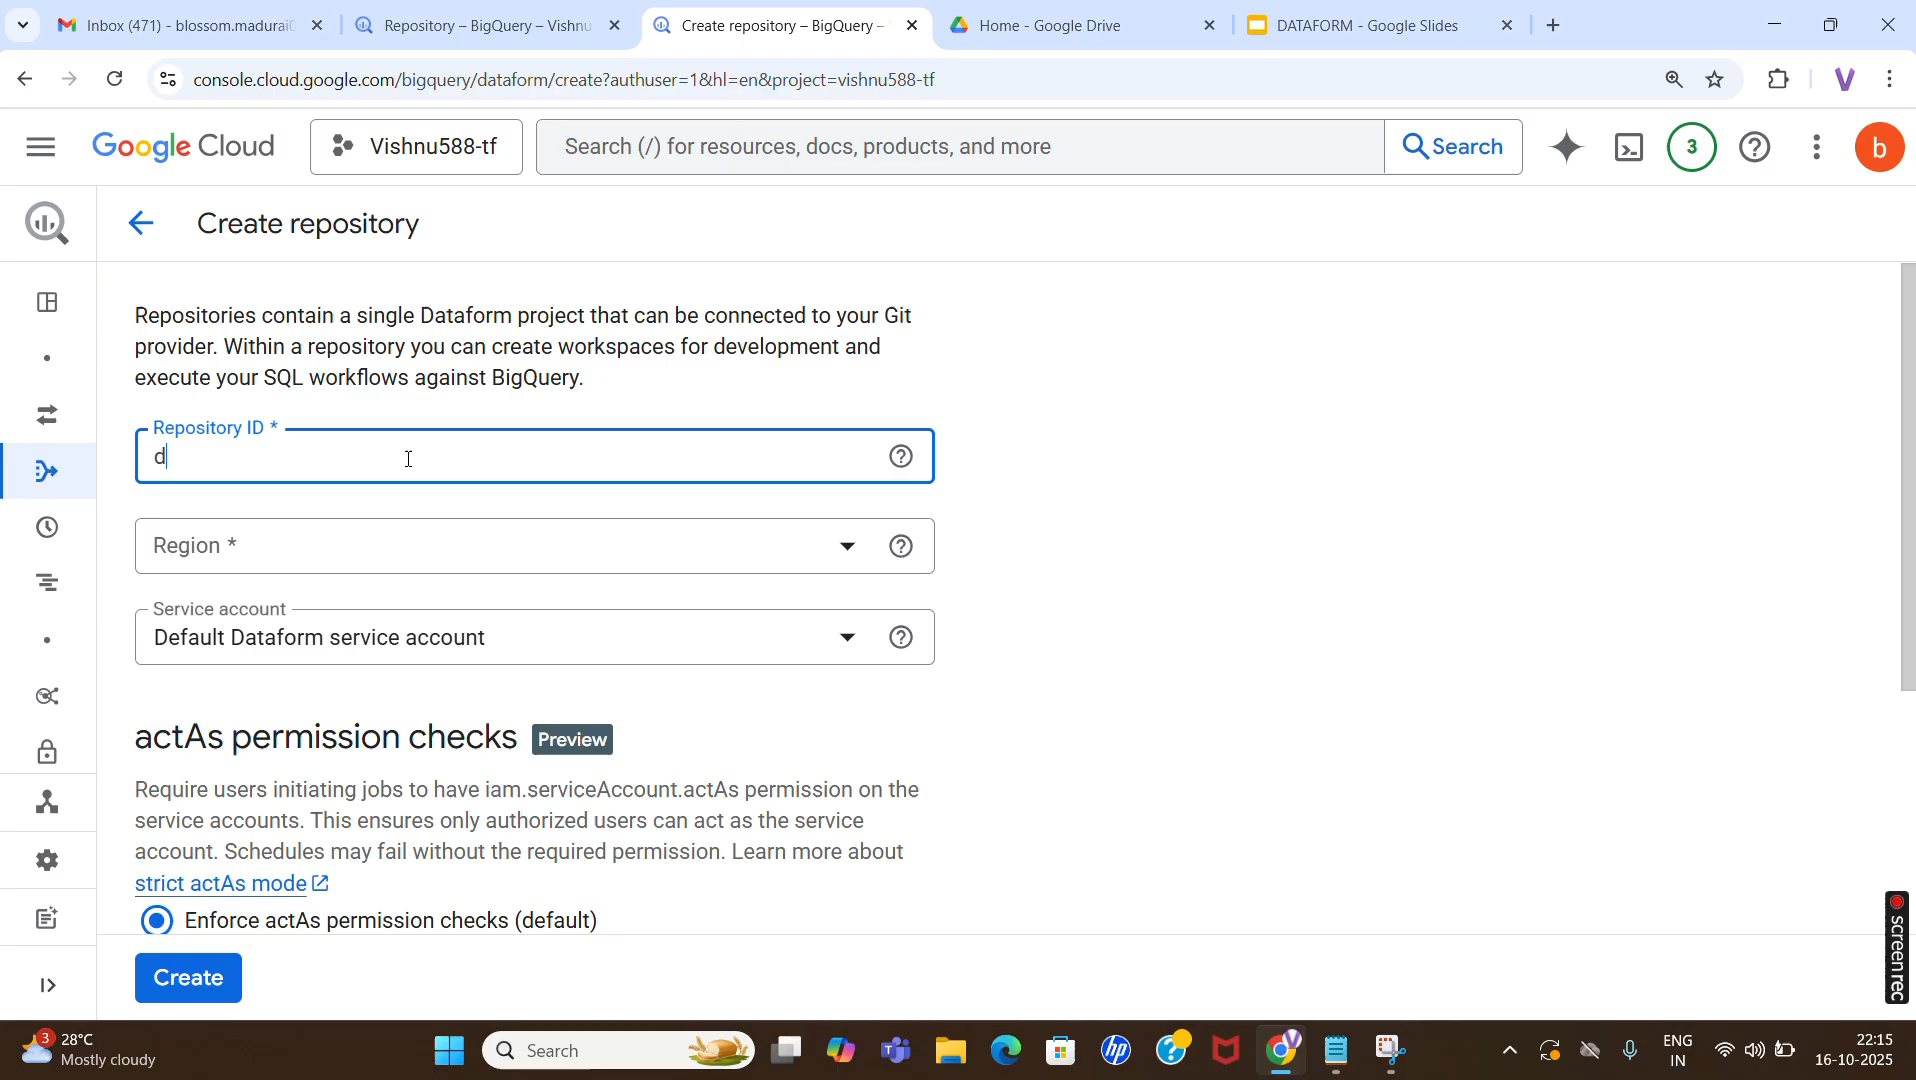 Inbox (471) - blossom.madurai
Repository – BigQuery – Vishnu
Create repository – BigQuery –
Home - Google Drive
DATAFORM - Google Slides
console.cloud.google.com/bigquery/dataform/create?authuser=1&hl=en&project=vishnu588-tf
V
Google Cloud
Vishnu588-tf
Search (/) for resources, docs, products, and more
Search
3
b
Create repository
Repositories contain a single Dataform project that can be connected to your Git
provider. Within a repository you can create workspaces for development and
execute your SQL workflows against BigQuery.
Repository ID *
d
Region *
Service account
Default Dataform service account
actAs permission checks Preview
Require users initiating jobs to have iam.serviceAccount.actAs permission on the
service accounts. This ensures only authorized users can act as the service
account. Schedules may fail without the required permission. Learn more about
strict actAs mode
Enforce actAs permission checks (default)
Create
screenrec
3
28°C
Mostly cloudy
Search
ENG
IN
22:15
16-10-2025